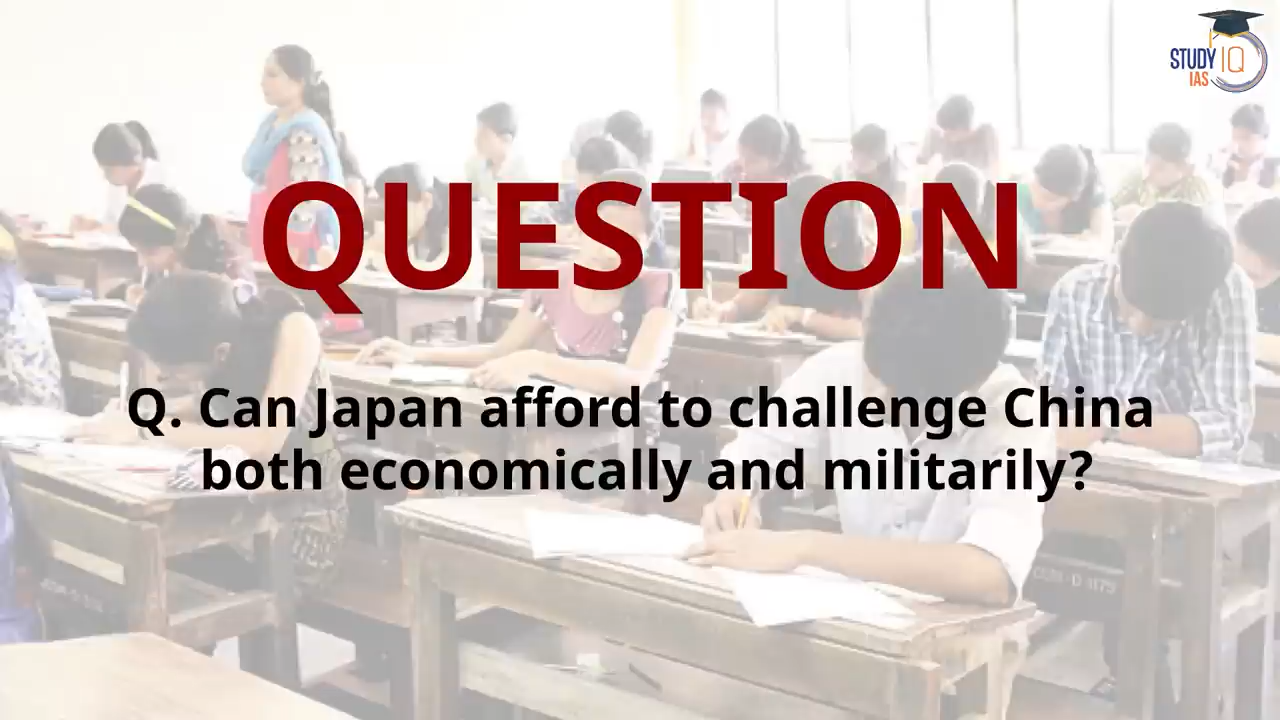 STUDY IQ
IAS
QUESTION
Q. Can Japan afford to challenge China
both economically and militarily?